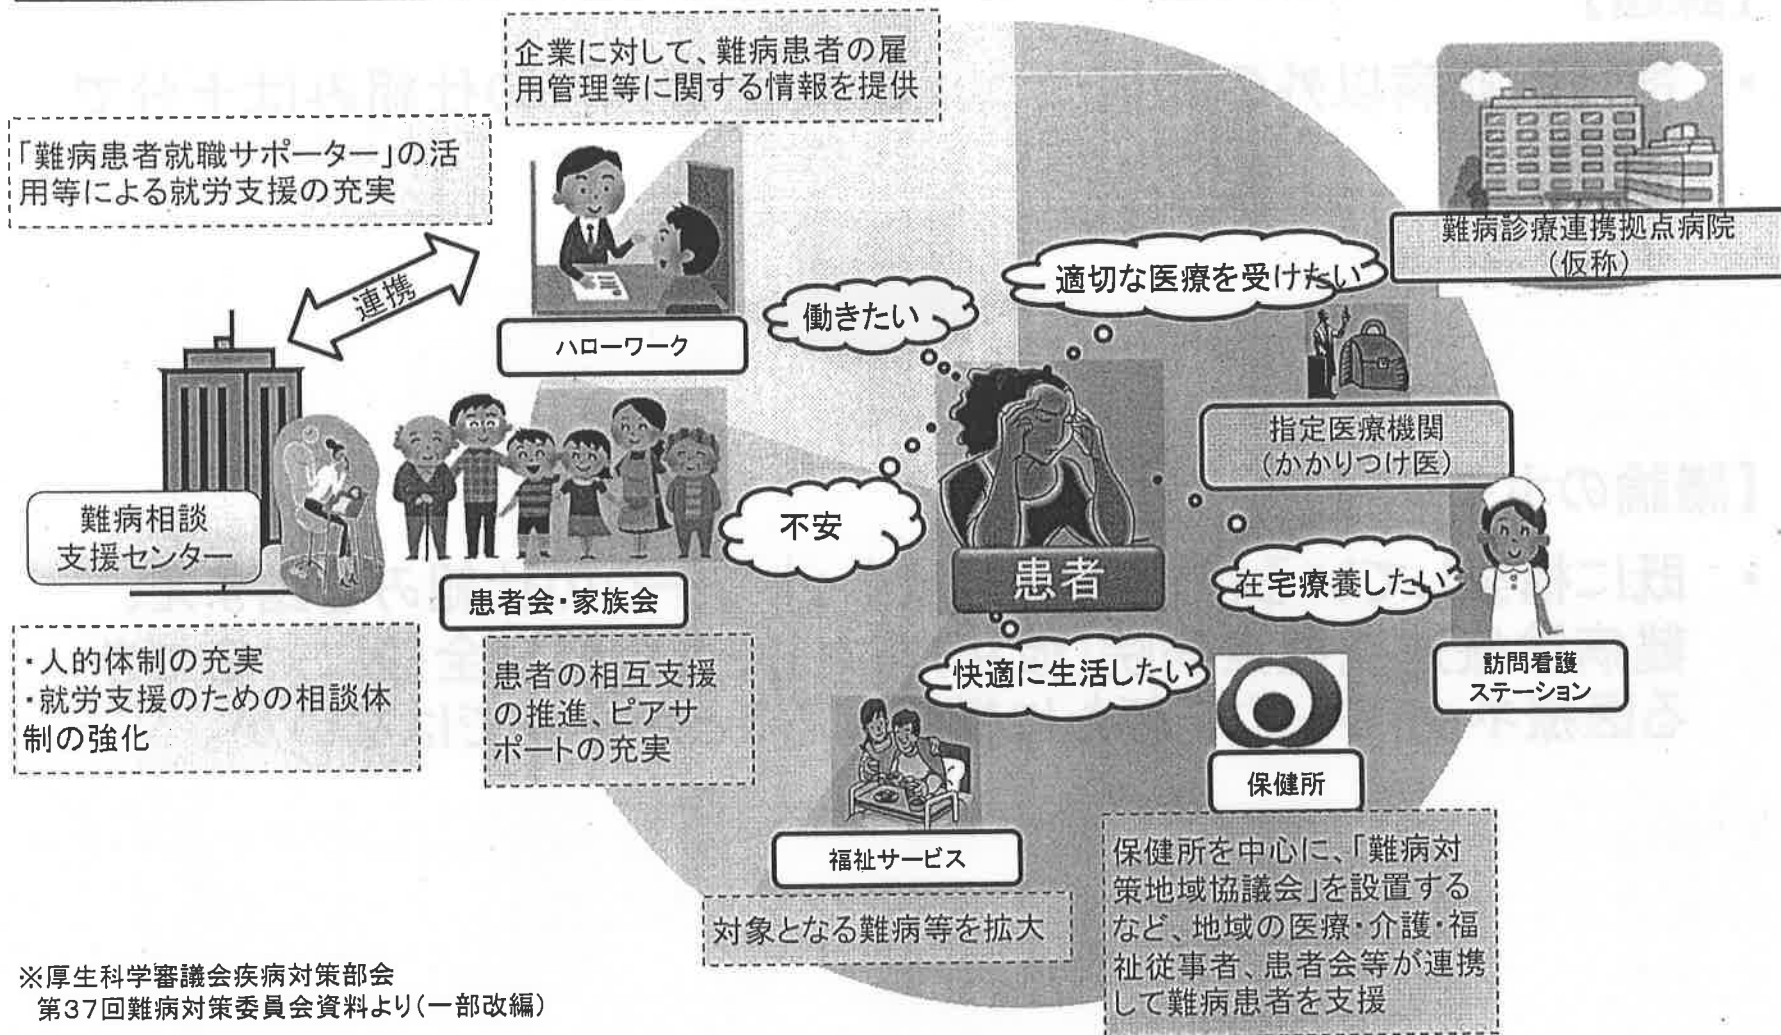 企業に対して、難病患者の雇
用管理等に関する情報を提供
「難病患者就職サポーター」の活
用等による就労支援の充実
連携
ハローワーク
働きたい
適切な医療を受けたい
難病診療連携拠点病院
(仮称)
指定医療機関
(かかりつけ医)
難病相談
支援センター
患者会・家族会
不安
患者
在宅療養したい
訪問看護
ステーション
・人的体制の充実
・就労支援のための相談体
制の強化
患者の相互支援
の推進、ピアサ
ポートの充実
快適に生活したい
福祉サービス
対象となる難病等を拡大
保健所
保健所を中心に、「難病対
策地域協議会」を設置する
など、地域の医療・介護・福
祉従事者、患者会等が連携
して難病患者を支援
※厚生科学審議会疾病対策部会
第37回難病対策委員会資料より(一部改編)